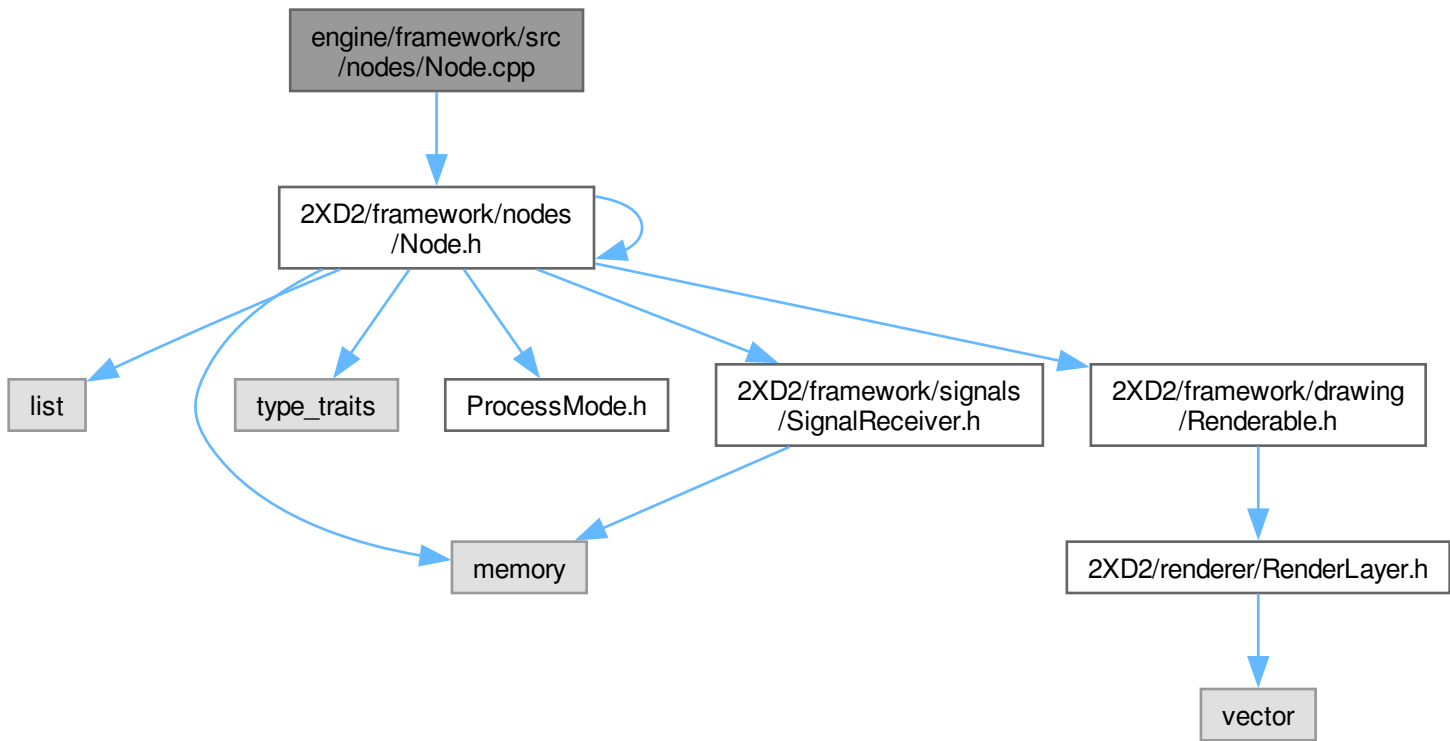 engine/framework/src
/nodes/Node.cpp
2XD2/framework/nodes
/Node.h
list
type_traits
ProcessMode.h
2XD2/framework/signals
/SignalReceiver.h
2XD2/framework/drawing
/Renderable.h
memory
2XD2/renderer/RenderLayer.h
vector